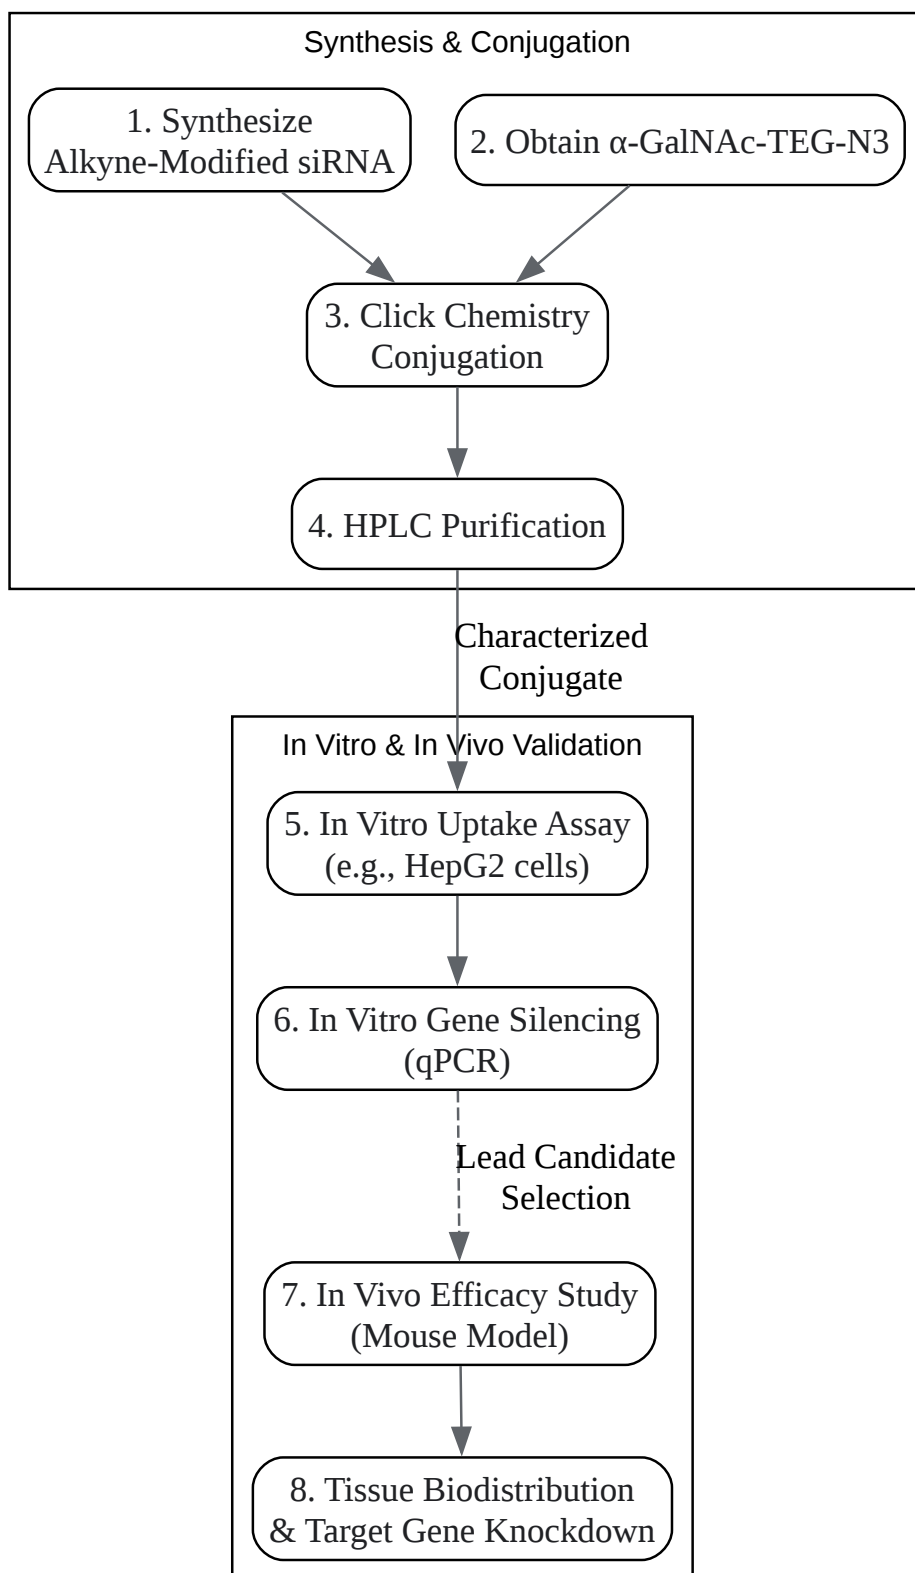 Synthesis & Conjugation
1. Synthesize
Alkyne-Modified siRNA
2. Obtain α-GalNAc-TEG-N3
3. Click Chemistry
Conjugation
4. HPLC Purification
Characterized
Conjugate
In Vitro & In Vivo Validation
5. In Vitro Uptake Assay
(e.g., HepG2 cells)
6. In Vitro Gene Silencing
(qPCR)
Lead Candidate
Selection
7. In Vivo Efficacy Study
(Mouse Model)
8. Tissue Biodistribution
& Target Gene Knockdown